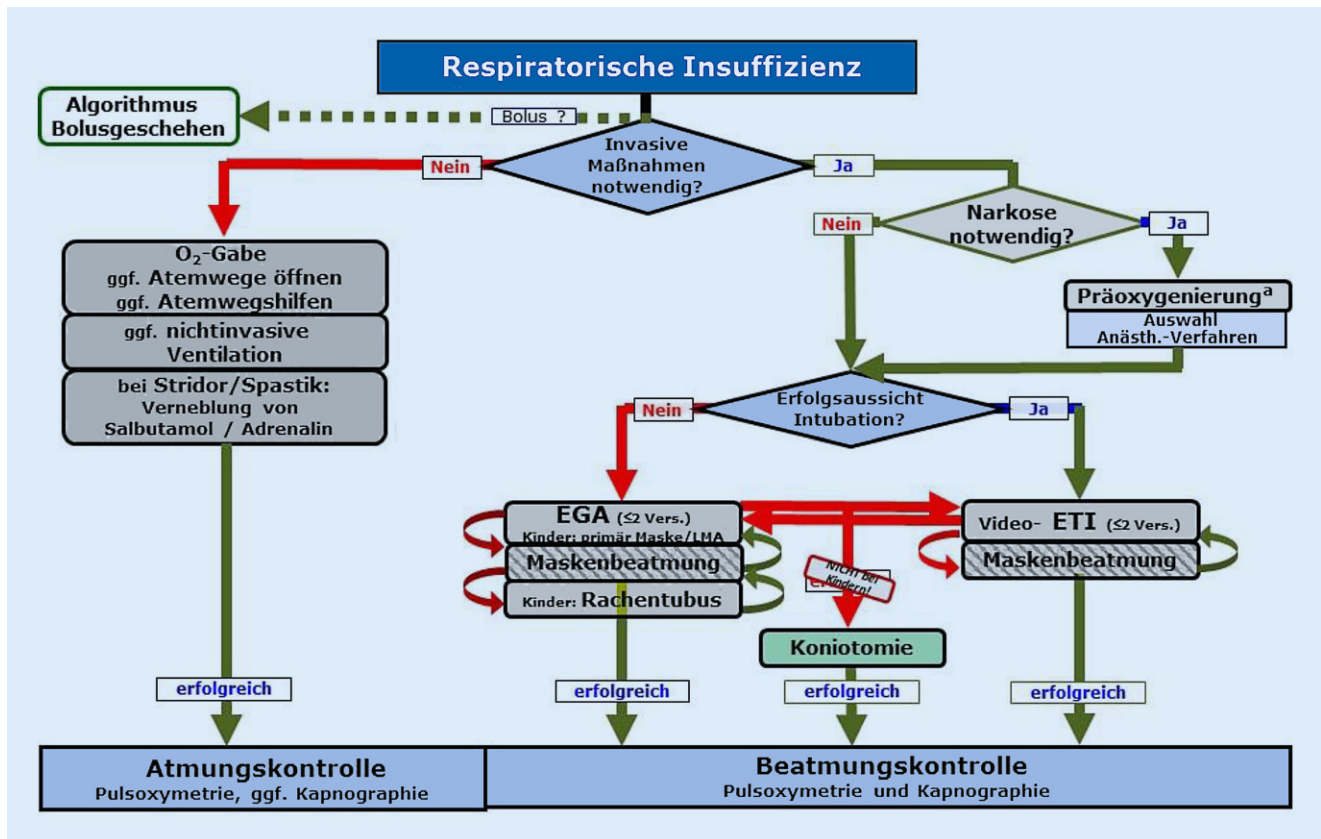 Respiratorische Insuffizienz
Algorithmus
Bolusgeschehen
Bolus ?
Invasive
Maßnahmen
notwendig?
Nein
Ja
Narkose
notwendig?
Nein
Ja
O₂-Gabe
ggf. Atemwege öffnen
ggf. Atemwegshilfen
ggf. nichtinvasive
Ventilation
bei Stridor/Spastik:
Verneblung von
Salbutamol / Adrenalin
Präoxygenierungᵃ
Auswahl
Anästh.-Verfahren
Erfolgsaussicht
Intubation?
Nein
Ja
EGA (≤2 Vers.)
Kinder: primär Maske/LMA
Maskenbeatmung
Kinder: Rachentubus
Video- ETI (≤2 Vers.)
Maskenbeatmung
NICHT bei
Kindern!
Koniotomie
erfolgreich
erfolgreich
erfolgreich
erfolgreich
Atmungskontrolle
Pulsoxymetrie, ggf. Kapnographie
Beatmungskontrolle
Pulsoxymetrie und Kapnographie